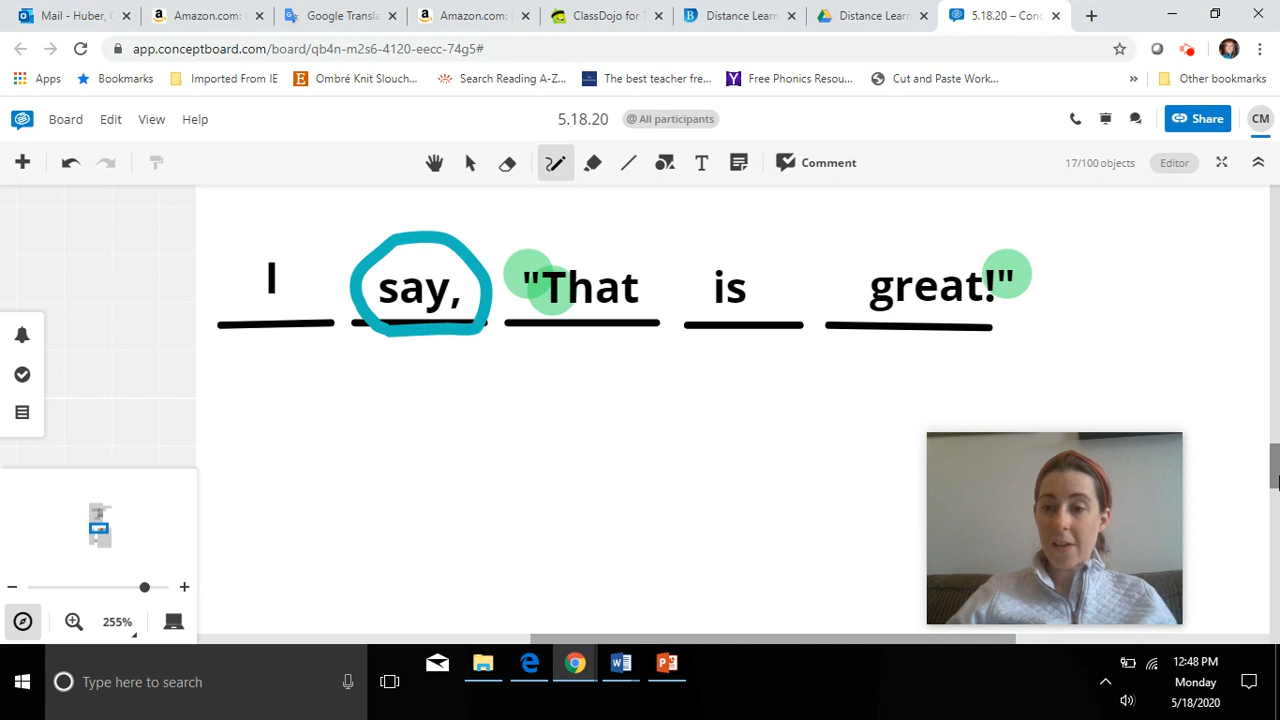 Mail - Huber, C
Amazon.com:
Google Transla
Amazon.com:
ClassDojo for T
Distance Learn
Distance Learn
5.18.20 – Conc
app.conceptboard.com/board/qb4n-m2s6-4120-eecc-74g5#
Apps
Bookmarks
Imported From IE
Ombré Knit Slouch...
Search Reading A-Z...
The best teacher fre...
Free Phonics Resou...
Cut and Paste Work...
»
Other bookmarks
Board
Edit
View
Help
5.18.20
@ All participants
Share
CM
Comment
17/100 objects
Editor
I say, "That is great!"
255%
Type here to search
12:48 PM
Monday
5/18/2020